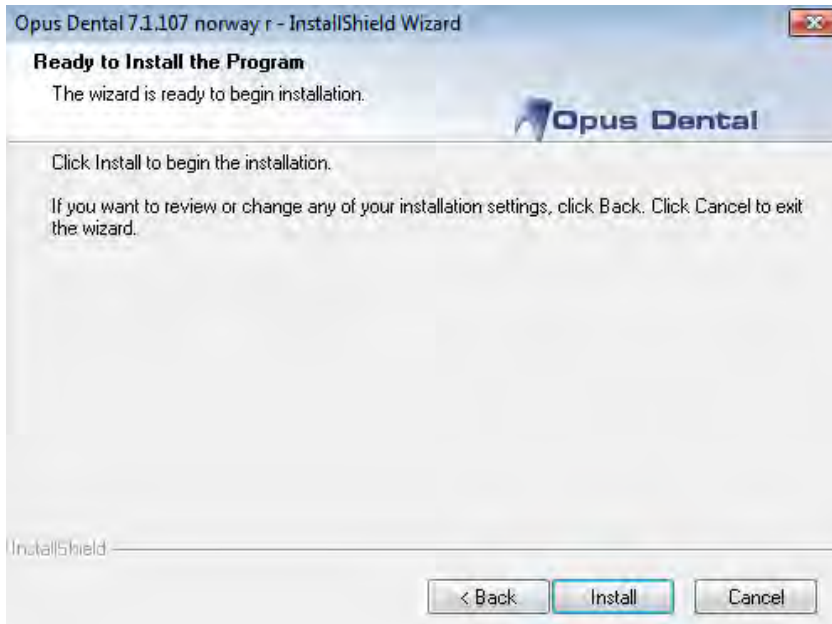 Opus Dental 7.1.107 norway r - InstallShield Wizard
Ready to Install the Program
The wizard is ready to begin installation.
Opus Dental
Click Install to begin the installation.
If you want to review or change any of your installation settings, click Back. Click Cancel to exit
the wizard.
InstallShield
< Back
Install
Cancel